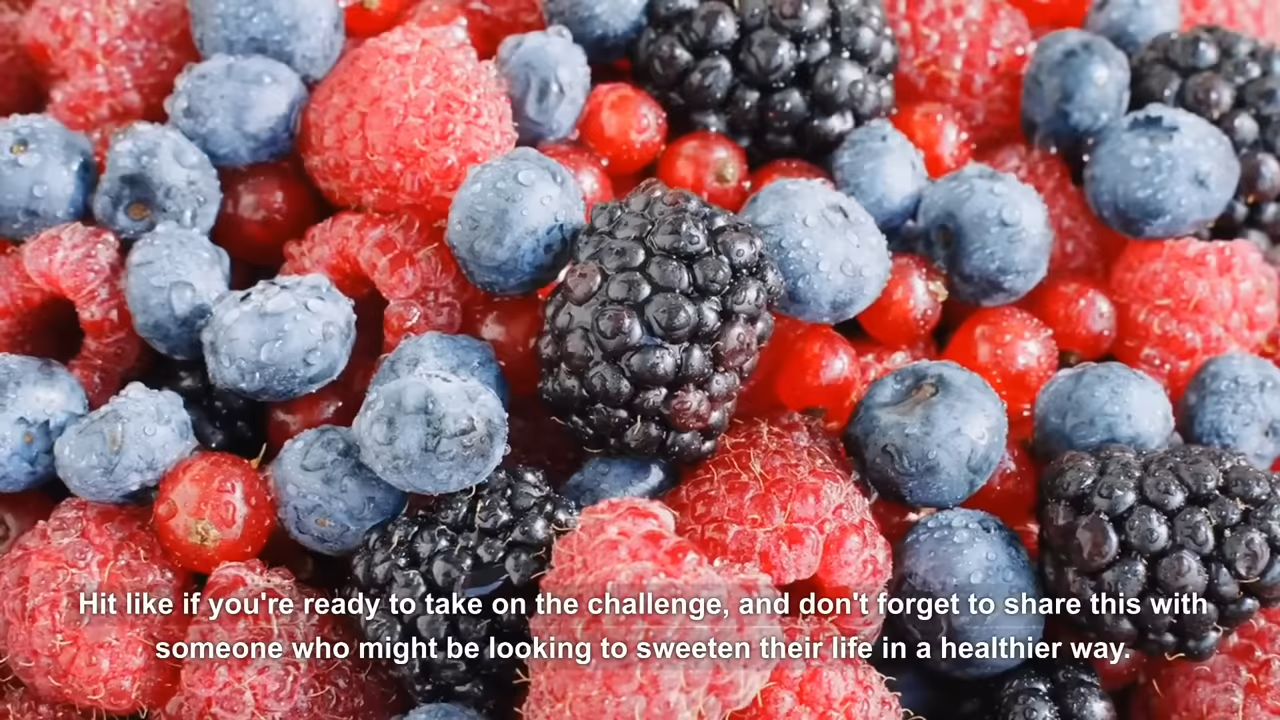 Hit like if you're ready to take on the challenge, and don't forget to share this with
someone who might be looking to sweeten their life in a healthier way.